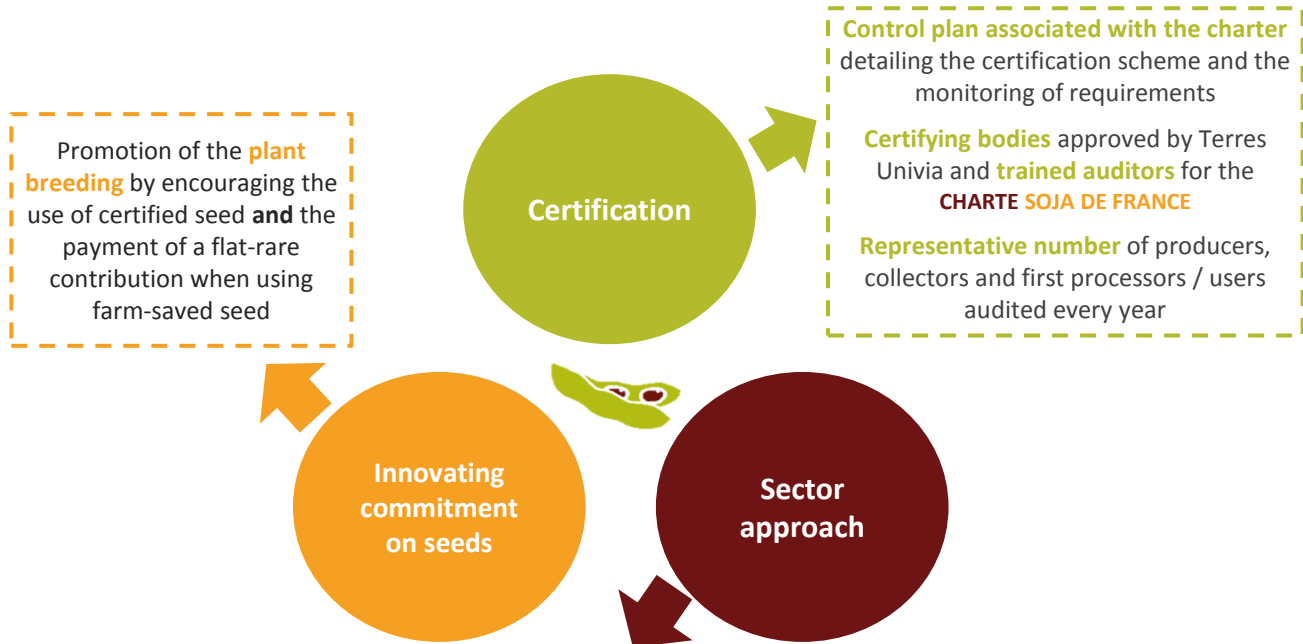 Control plan associated with the charter
detailing the certification scheme and the
monitoring of requirements
Certifying bodies approved by Terres
Univia and trained auditors for the
CHARTE SOJA DE FRANCE
Representative number of producers,
collectors and first processors / users
audited every year
Promotion of the plant
breeding by encouraging the
use of certified seed and the
payment of a flat-rare
contribution when using
farm-saved seed
Certification
Innovating
commitment
on seeds
Sector
approach